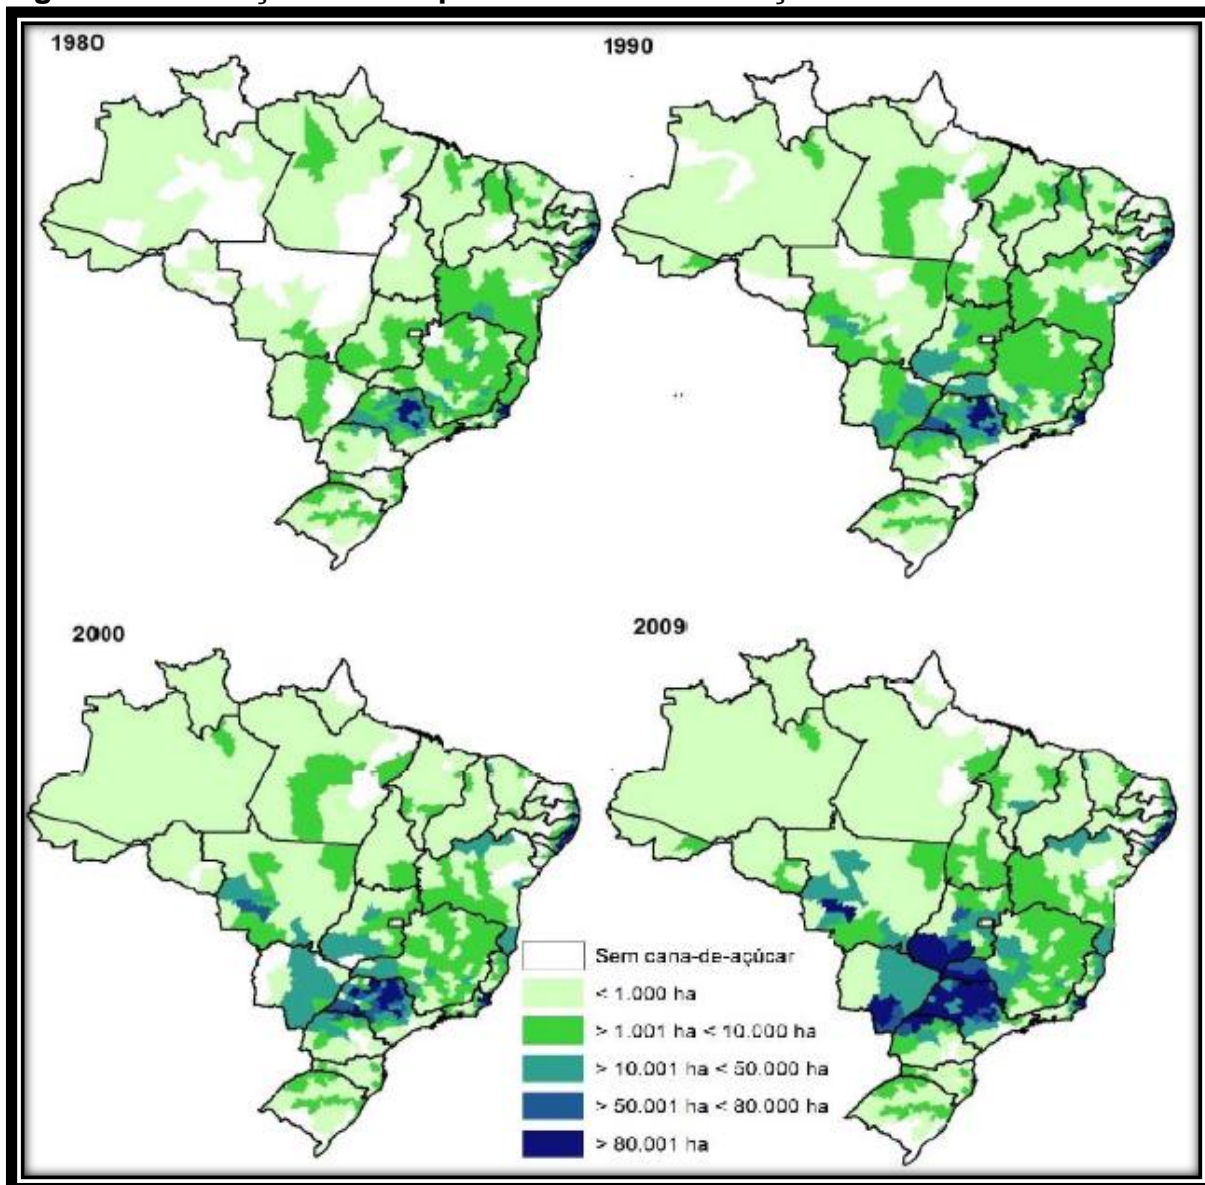 1980
1990
2000
2009
Sem cana-de-açúcar
< 1.000 ha
> 1.001 ha < 10.000 ha
> 10.001 ha < 50.000 ha
> 50.001 ha < 80.000 ha
> 80.001 ha